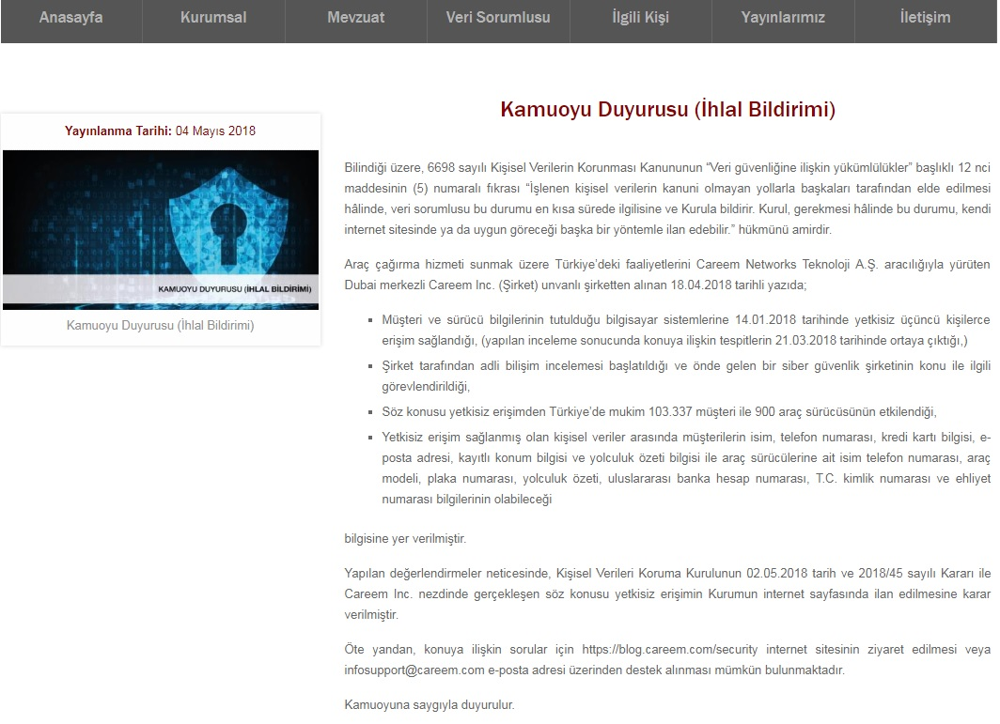 Anasayfa Kurumsal Mevzuat Veri Sorumlusu İlgili Kişi Yayınlarımız İletişim
Yayınlanma Tarihi: 04 Mayıs 2018
KAMUOYU DUYURUSU (İHLAL BİLDİRİMİ)
Kamuoyu Duyurusu (İhlal Bildirimi)
Kamuoyu Duyurusu (İhlal Bildirimi)
Bilindiği üzere, 6698 sayılı Kişisel Verilerin Korunması Kanununun “Veri güvenliğine ilişkin yükümlülükler” başlıklı 12 nci
maddesinin (5) numaralı fıkrası “İşlenen kişisel verilerin kanuni olmayan yollarla başkaları tarafından elde edilmesi
hâlinde, veri sorumlusu bu durumu en kısa sürede ilgilisine ve Kurula bildirir. Kurul, gerekmesi hâlinde bu durumu, kendi
internet sitesinde ya da uygun göreceği başka bir yöntemle ilan edebilir.” hükmünü amirdir.
Araç çağırma hizmeti sunmak üzere Türkiye’deki faaliyetlerini Careem Networks Teknoloji A.Ş. aracılığıyla yürüten
Dubai merkezli Careem Inc. (Şirket) unvanlı şirketten alınan 18.04.2018 tarihli yazıda;
▪ Müşteri ve sürücü bilgilerinin tutulduğu bilgisayar sistemlerine 14.01.2018 tarihinde yetkisiz üçüncü kişilerce
erişim sağlandığı, (yapılan inceleme sonucunda konuya ilişkin tespitlerin 21.03.2018 tarihinde ortaya çıktığı,)
▪ Şirket tarafından adli bilişim incelemesi başlatıldığı ve önde gelen bir siber güvenlik şirketinin konu ile ilgili
görevlendirildiği,
▪ Söz konusu yetkisiz erişimden Türkiye’de mukim 103.337 müşteri ile 900 araç sürücüsünün etkilendiği,
▪ Yetkisiz erişim sağlanmış olan kişisel veriler arasında müşterilerin isim, telefon numarası, kredi kartı bilgisi, e-
posta adresi, kayıtlı konum bilgisi ve yolculuk özeti bilgisi ile araç sürücülerine ait isim telefon numarası, araç
modeli, plaka numarası, yolculuk özeti, uluslararası banka hesap numarası, T.C. kimlik numarası ve ehliyet
numarası bilgilerinin olabileceği
bilgisine yer verilmiştir.
Yapılan değerlendirmeler neticesinde, Kişisel Verileri Koruma Kurulunun 02.05.2018 tarih ve 2018/45 sayılı Kararı ile
Careem Inc. nezdinde gerçekleşen söz konusu yetkisiz erişimin Kurumun internet sayfasında ilan edilmesine karar
verilmiştir.
Öte yandan, konuya ilişkin sorular için https://blog.careem.com/security internet sitesinin ziyaret edilmesi veya
infosupport@careem.com e-posta adresi üzerinden destek alınması mümkün bulunmaktadır.
Kamuoyuna saygıyla duyurulur.